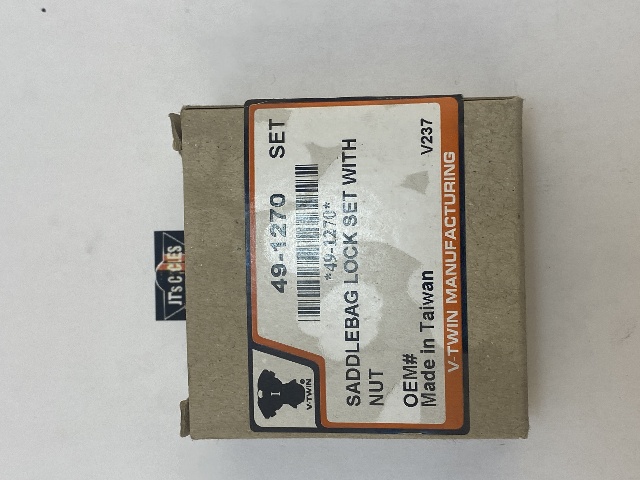 49-1270 SET
*49-1270*
SADDLEBAG LOCK SET WITH
NUT
OEM#
Made in Taiwan V237
V-TWIN MANUFACTURING
V-TWIN
I
JT's CYCLES